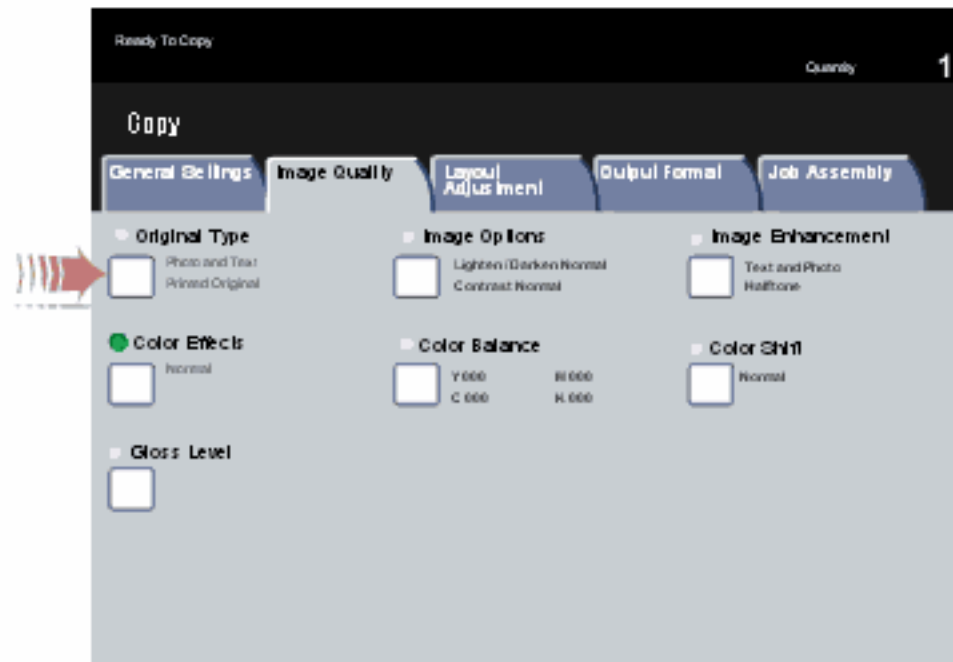 Ready To Copy
Quantity 1
Copy
General Settings
Image Quality
Layout
Adjustment
Output Format
Job Assembly
Original Type
Photo and Text
Printed Original
Image Options
Lighten/Darken Normal
Contrast Normal
Image Enhancement
Text and Photo
Halftone
Color Effects
Normal
Color Balance
Y 000 M 000
C 000 K 000
Color Shift
Normal
Gloss Level